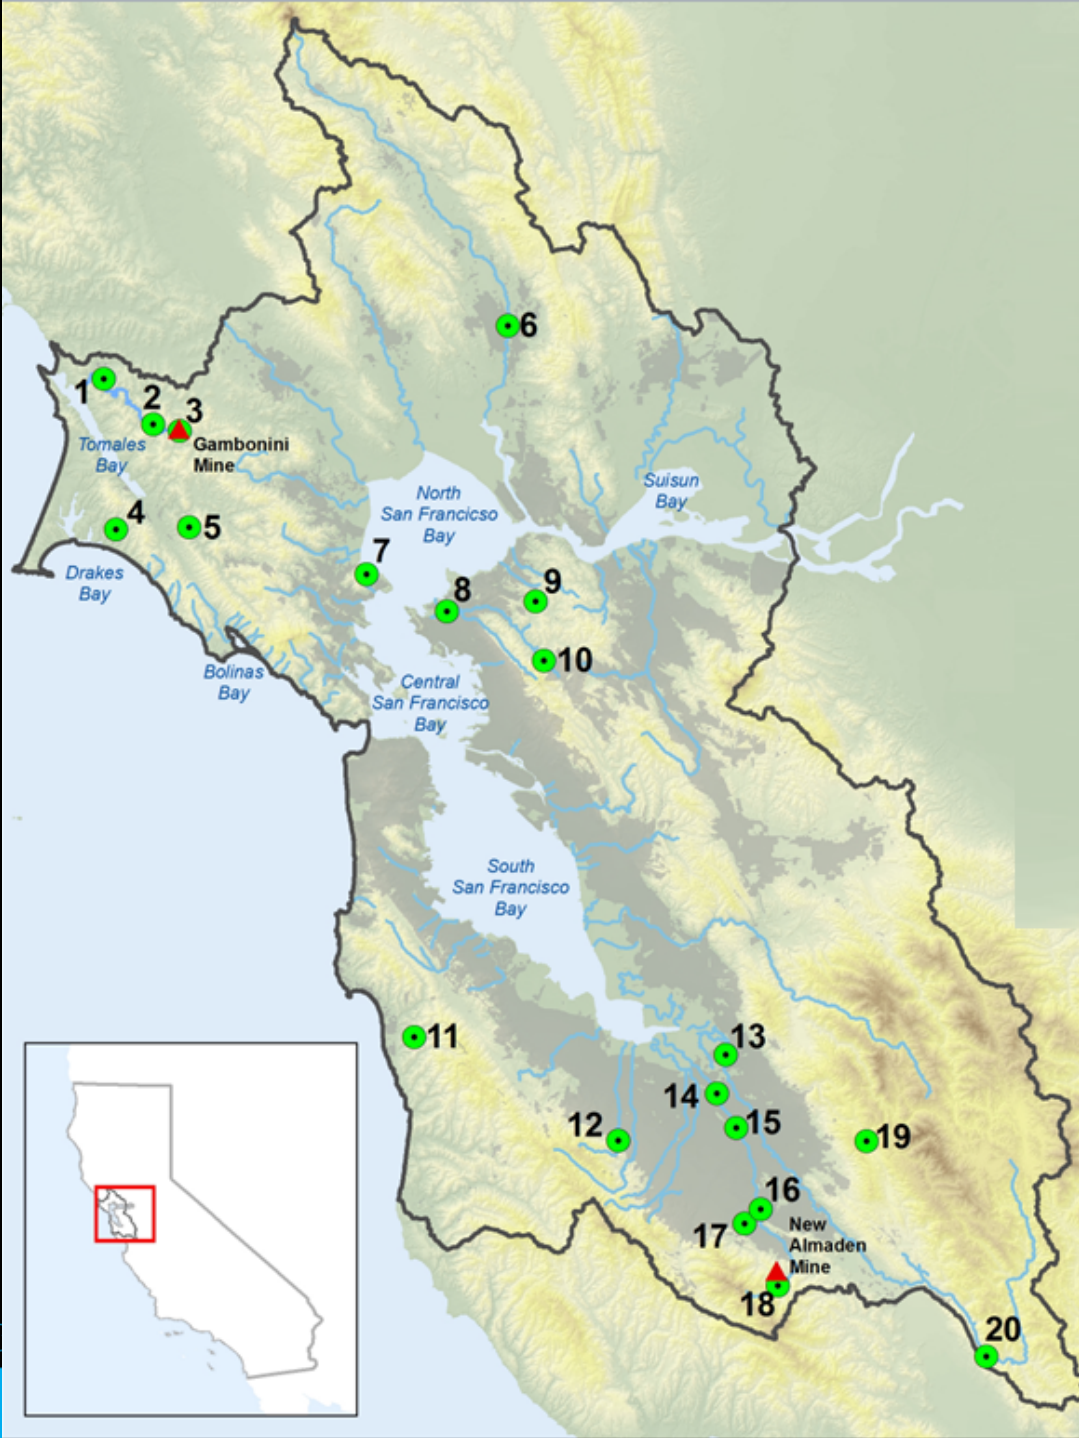 6
1
2
3
Gambonini
Mine
Tomales
Bay
North
San Francicso
Bay
Suisun
Bay
4
5
7
Drakes
Bay
8
9
10
Bolinas
Bay
Central
San Francisco
Bay
South
San Francisco
Bay
11
13
14
12
15
19
16
17
New
Almaden
Mine
18
20